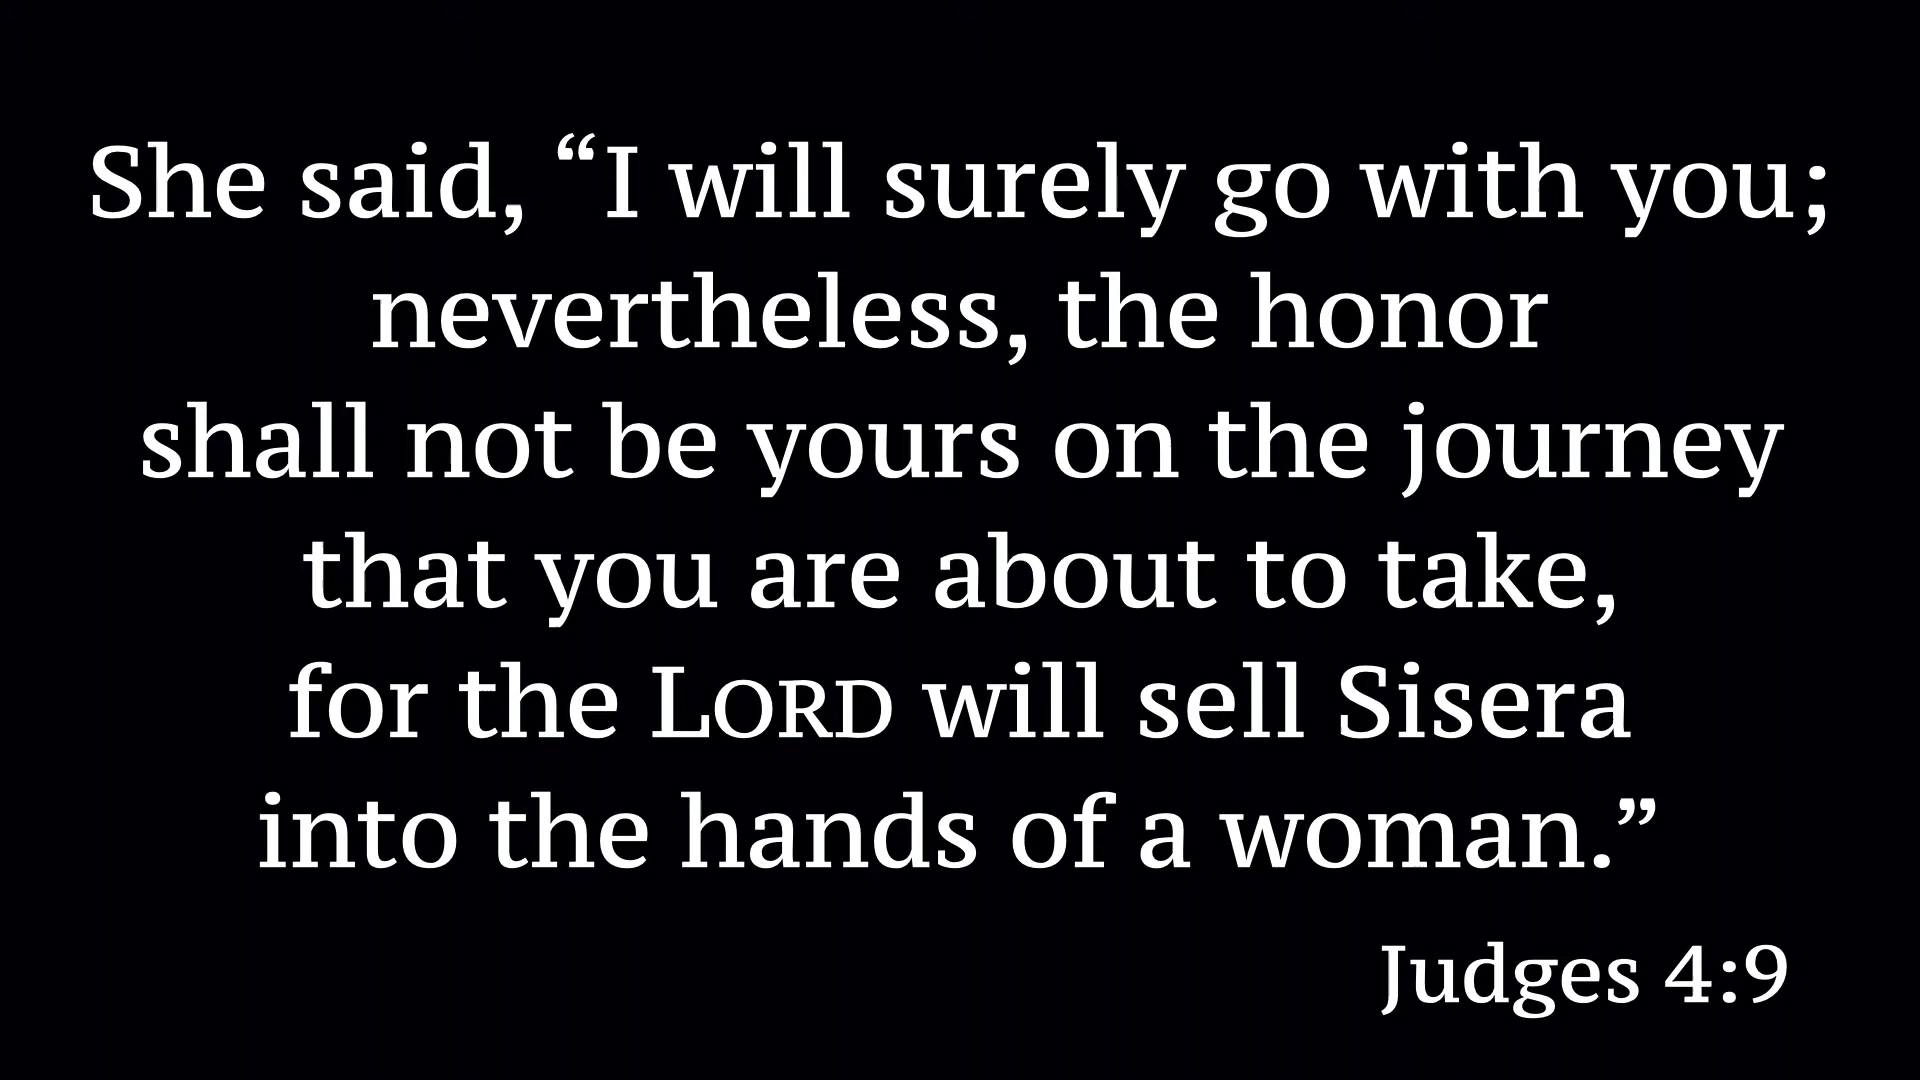 She said, “I will surely go with you;
nevertheless, the honor
shall not be yours on the journey
that you are about to take,
for the LORD will sell Sisera
into the hands of a woman.”
Judges 4:9